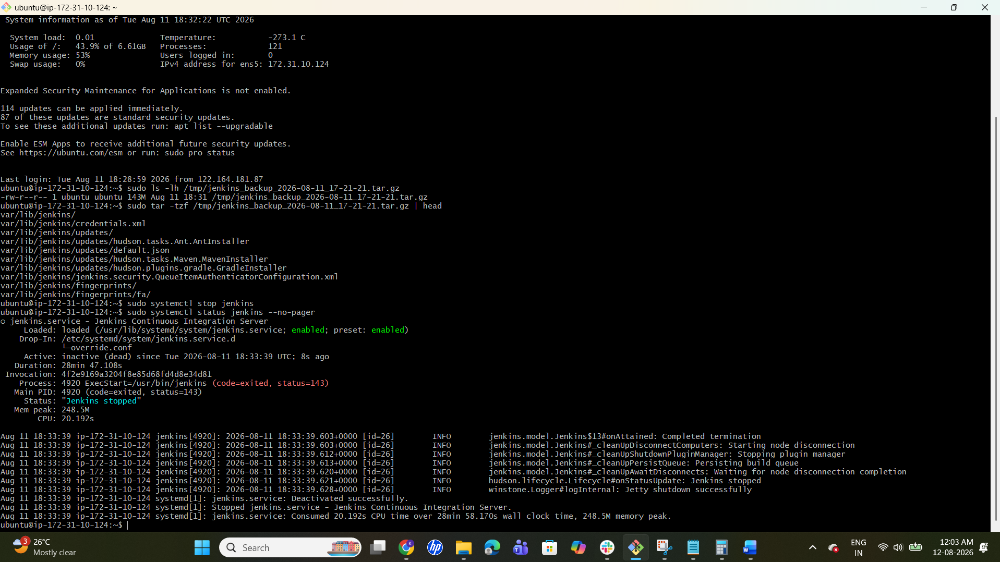 ubuntu@ip-172-31-10-124: ~
System information as of Tue Aug 11 18:32:22 UTC 2026
System load:  0.01              Temperature:           -273.1 C
Usage of /:   43.9% of 6.61GB   Processes:             121
Memory usage: 53%               Users logged in:       0
Swap usage:   0%                IPv4 address for ens5: 172.31.10.124
Expanded Security Maintenance for Applications is not enabled.
114 updates can be applied immediately.
87 of these updates are standard security updates.
To see these additional updates run: apt list --upgradable
Enable ESM Apps to receive additional future security updates.
See https://ubuntu.com/esm or run: sudo pro status
Last login: Tue Aug 11 18:28:59 2026 from 122.164.181.87
ubuntu@ip-172-31-10-124:~$ sudo ls -lh /tmp/jenkins_backup_2026-08-11_17-21-21.tar.gz
-rw-r--r-- 1 ubuntu ubuntu 143M Aug 11 18:31 /tmp/jenkins_backup_2026-08-11_17-21-21.tar.gz
ubuntu@ip-172-31-10-124:~$ sudo tar -tzf /tmp/jenkins_backup_2026-08-11_17-21-21.tar.gz | head
var/lib/jenkins/
var/lib/jenkins/credentials.xml
var/lib/jenkins/updates/
var/lib/jenkins/updates/hudson.tasks.Ant.AntInstaller
var/lib/jenkins/updates/default.json
var/lib/jenkins/updates/hudson.tasks.Maven.MavenInstaller
var/lib/jenkins/updates/hudson.plugins.gradle.GradleInstaller
var/lib/jenkins/jenkins.security.QueueItemAuthenticatorConfiguration.xml
var/lib/jenkins/fingerprints/
var/lib/jenkins/fingerprints/fa/
ubuntu@ip-172-31-10-124:~$ sudo systemctl stop jenkins
ubuntu@ip-172-31-10-124:~$ sudo systemctl status jenkins --no-pager
○ jenkins.service - Jenkins Continuous Integration Server
Loaded: loaded (/usr/lib/systemd/system/jenkins.service; enabled; preset: enabled)
Drop-In: /etc/systemd/system/jenkins.service.d
└─override.conf
Active: inactive (dead) since Tue 2026-08-11 18:33:39 UTC; 8s ago
Duration: 28min 47.108s
Invocation: 4f2e9169a3204f8e85d68fd4d8e34d81
Process: 4920 ExecStart=/usr/bin/jenkins (code=exited, status=143)
Main PID: 4920 (code=exited, status=143)
Status: "Jenkins stopped"
Mem peak: 248.5M
CPU: 20.192s
Aug 11 18:33:39 ip-172-31-10-124 jenkins[4920]: 2026-08-11 18:33:39.603+0000 [id=26]        INFO        jenkins.model.Jenkins$13#onAttained: Completed termination
Aug 11 18:33:39 ip-172-31-10-124 jenkins[4920]: 2026-08-11 18:33:39.603+0000 [id=26]        INFO        jenkins.model.Jenkins#_cleanUpDisconnectComputers: Starting node disconnection
Aug 11 18:33:39 ip-172-31-10-124 jenkins[4920]: 2026-08-11 18:33:39.612+0000 [id=26]        INFO        jenkins.model.Jenkins#_cleanUpShutdownPluginManager: Stopping plugin manager
Aug 11 18:33:39 ip-172-31-10-124 jenkins[4920]: 2026-08-11 18:33:39.613+0000 [id=26]        INFO        jenkins.model.Jenkins#_cleanUpPersistQueue: Persisting build queue
Aug 11 18:33:39 ip-172-31-10-124 jenkins[4920]: 2026-08-11 18:33:39.620+0000 [id=26]        INFO        jenkins.model.Jenkins#_cleanUpAwaitDisconnects: Waiting for node disconnection completion
Aug 11 18:33:39 ip-172-31-10-124 jenkins[4920]: 2026-08-11 18:33:39.621+0000 [id=26]        INFO        hudson.lifecycle.Lifecycle#onStatusUpdate: Jenkins stopped
Aug 11 18:33:39 ip-172-31-10-124 jenkins[4920]: 2026-08-11 18:33:39.628+0000 [id=26]        INFO        winstone.Logger#logInternal: Jetty shutdown successfully
Aug 11 18:33:39 ip-172-31-10-124 systemd[1]: jenkins.service: Deactivated successfully.
Aug 11 18:33:39 ip-172-31-10-124 systemd[1]: Stopped jenkins.service - Jenkins Continuous Integration Server.
Aug 11 18:33:39 ip-172-31-10-124 systemd[1]: jenkins.service: Consumed 20.192s CPU time over 28min 58.170s wall clock time, 248.5M memory peak.
ubuntu@ip-172-31-10-124:~$
3
26°C
Mostly clear
Search
K
hp
T
W
ENG
IN
12:03 AM
12-08-2026